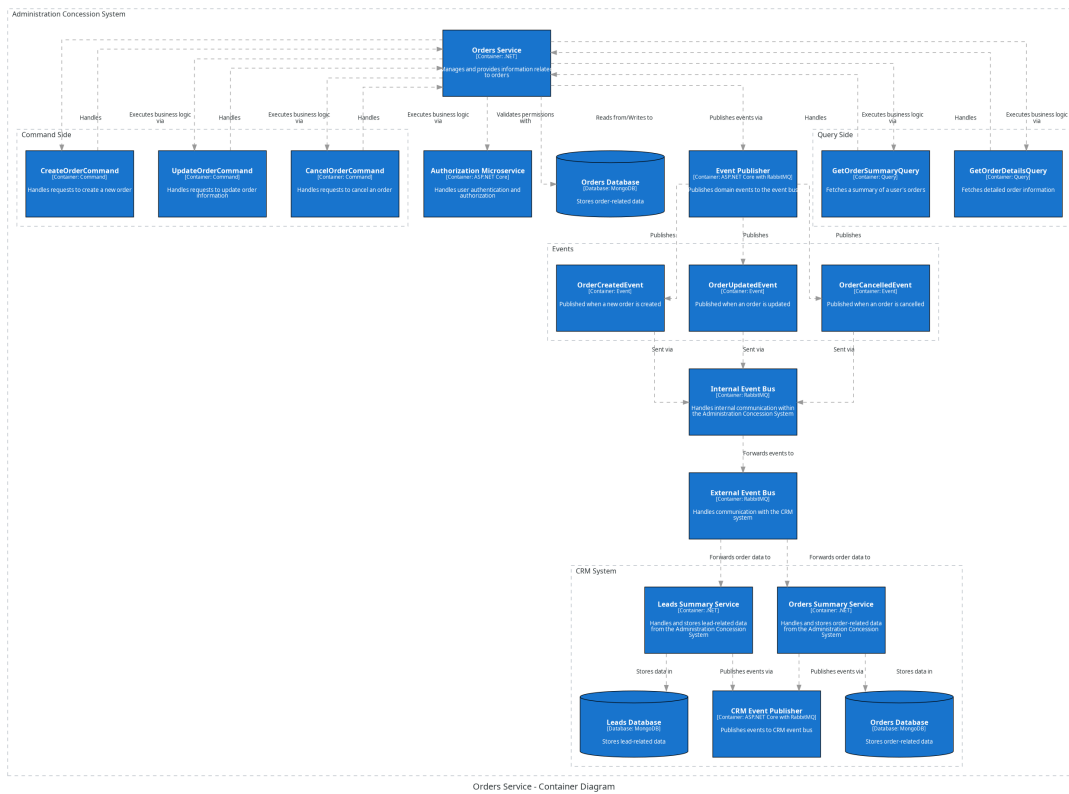 Administration Concession System
Orders Service
[Container: .NET]
Manages and provides information related
to orders
Handles
Executes business logic
via
Handles
Executes business logic
via
Handles
Executes business logic
via
Validates permissions
with
Reads from/Writes to
Publishes events via
Handles
Executes business logic
via
Handles
Executes business logic
via
Command Side
Query Side
CreateOrderCommand
[Container: Command]
Handles requests to create a new order
UpdateOrderCommand
[Container: Command]
Handles requests to update order
information
CancelOrderCommand
[Container: Command]
Handles requests to cancel an order
Authorization Microservice
[Container: ASP.NET Core]
Handles user authentication and
authorization
Orders Database
[Database: MongoDB]
Stores order-related data
Event Publisher
[Container: ASP.NET Core with RabbitMQ]
Publishes domain events to the event bus
GetOrderSummaryQuery
[Container: Query]
Fetches a summary of a user's orders
GetOrderDetailsQuery
[Container: Query]
Fetches detailed order information
Publishes
Publishes
Publishes
Events
OrderCreatedEvent
[Container: Event]
Published when a new order is created
OrderUpdatedEvent
[Container: Event]
Published when an order is updated
OrderCancelledEvent
[Container: Event]
Published when an order is cancelled
Sent via
Sent via
Sent via
Internal Event Bus
[Container: RabbitMQ]
Handles internal communication within
the Administration Concession System
Forwards events to
External Event Bus
[Container: RabbitMQ]
Handles communication with the CRM
system
Forwards order data to
Forwards order data to
CRM System
Leads Summary Service
[Container: .NET]
Handles and stores lead-related data
from the Administration Concession
System
Orders Summary Service
[Container: .NET]
Handles and stores order-related data
from the Administration Concession
System
Stores data in
Publishes events via
Publishes events via
Stores data in
Leads Database
[Database: MongoDB]
Stores lead-related data
CRM Event Publisher
[Container: ASP.NET Core with RabbitMQ]
Publishes events to CRM event bus
Orders Database
[Database: MongoDB]
Stores order-related data
Orders Service - Container Diagram